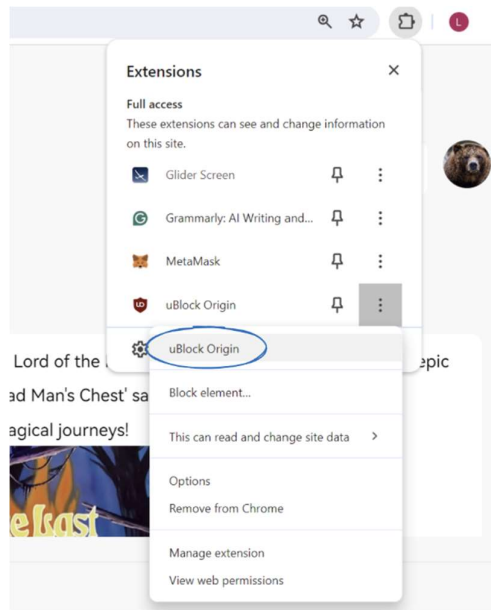 L
Extensions
Full access
These extensions can see and change information
on this site.
Glider Screen
Grammarly: AI Writing and...
MetaMask
uBlock Origin
uBlock Origin
Lord of the
epic
Block element...
ad Man's Chest' sa
This can read and change site data
agical journeys!
Options
e Last
Remove from Chrome
Manage extension
View web permissions